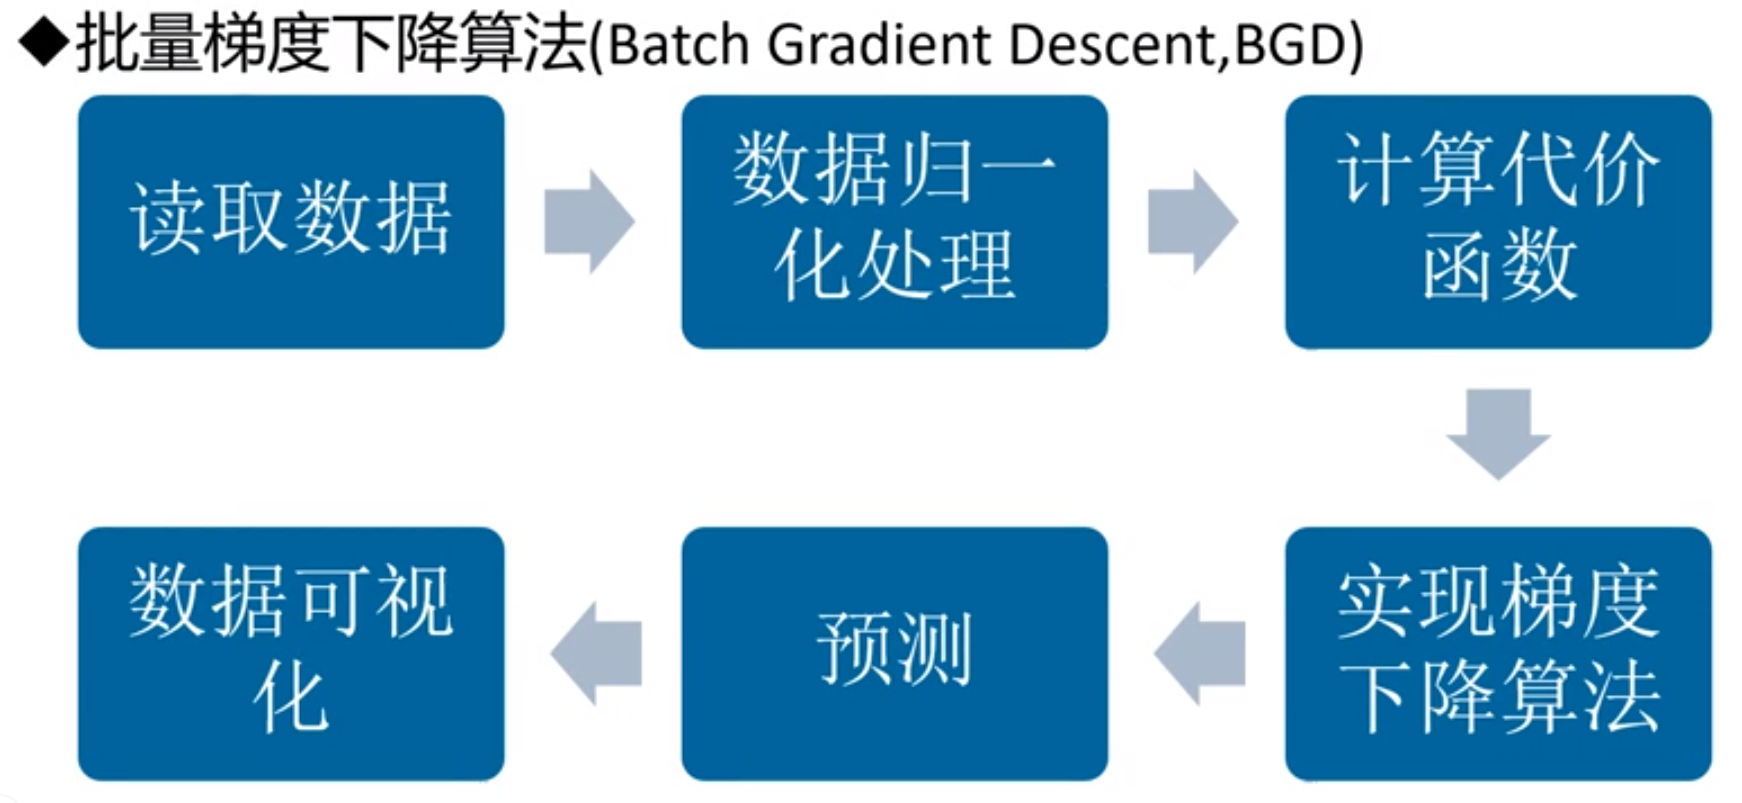 ◆批量梯度下降算法(Batch Gradient Descent,BGD)
读取数据
数据归一
化处理
计算代价
函数
实现梯度
下降算法
预测
数据可视
化